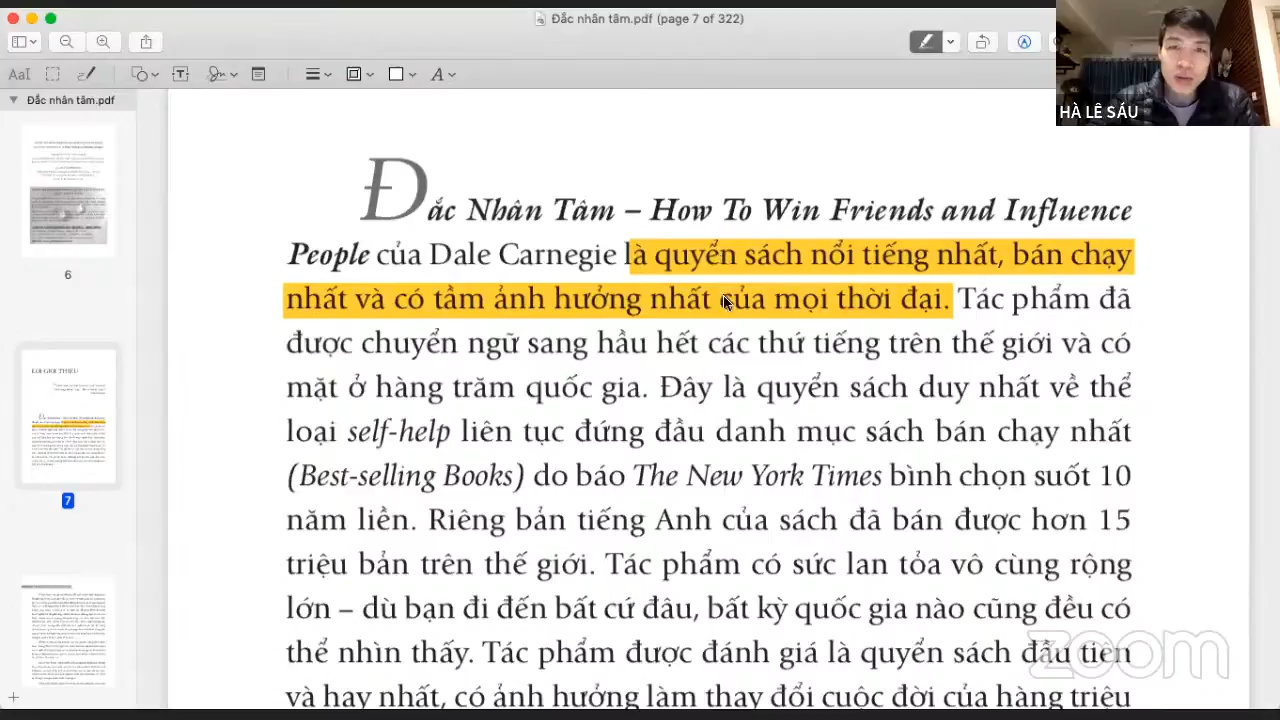 Đắc nhân tâm.pdf (page 7 of 322)
HÀ LÊ SÁU
AaI
T
A
Đắc nhân tâm.pdf
6
LỜI GIỚI THIỆU
7
Đắc Nhân Tâm – How To Win Friends and Influence
People của Dale Carnegie là quyển sách nổi tiếng nhất, bán chạy
nhất và có tầm ảnh hưởng nhất của mọi thời đại. Tác phẩm đã
được chuyển ngữ sang hầu hết các thứ tiếng trên thế giới và có
mặt ở hàng trăm quốc gia. Đây là quyển sách duy nhất về thể
loại self-help liên tục đứng đầu danh mục sách bán chạy nhất
(Best-selling Books) do báo The New York Times bình chọn suốt 10
năm liền. Riêng bản tiếng Anh của sách đã bán được hơn 15
triệu bản trên thế giới. Tác phẩm có sức lan tỏa vô cùng rộng
lớn – dù bạn đi đến bất cứ đâu, bất kỳ quốc gia nào cũng đều có
thể nhìn thấy. Tác phẩm được đánh giá là quyển sách đầu tiên
và hay nhất, có ảnh hưởng làm thay đổi cuộc đời của hàng triệu
zoom